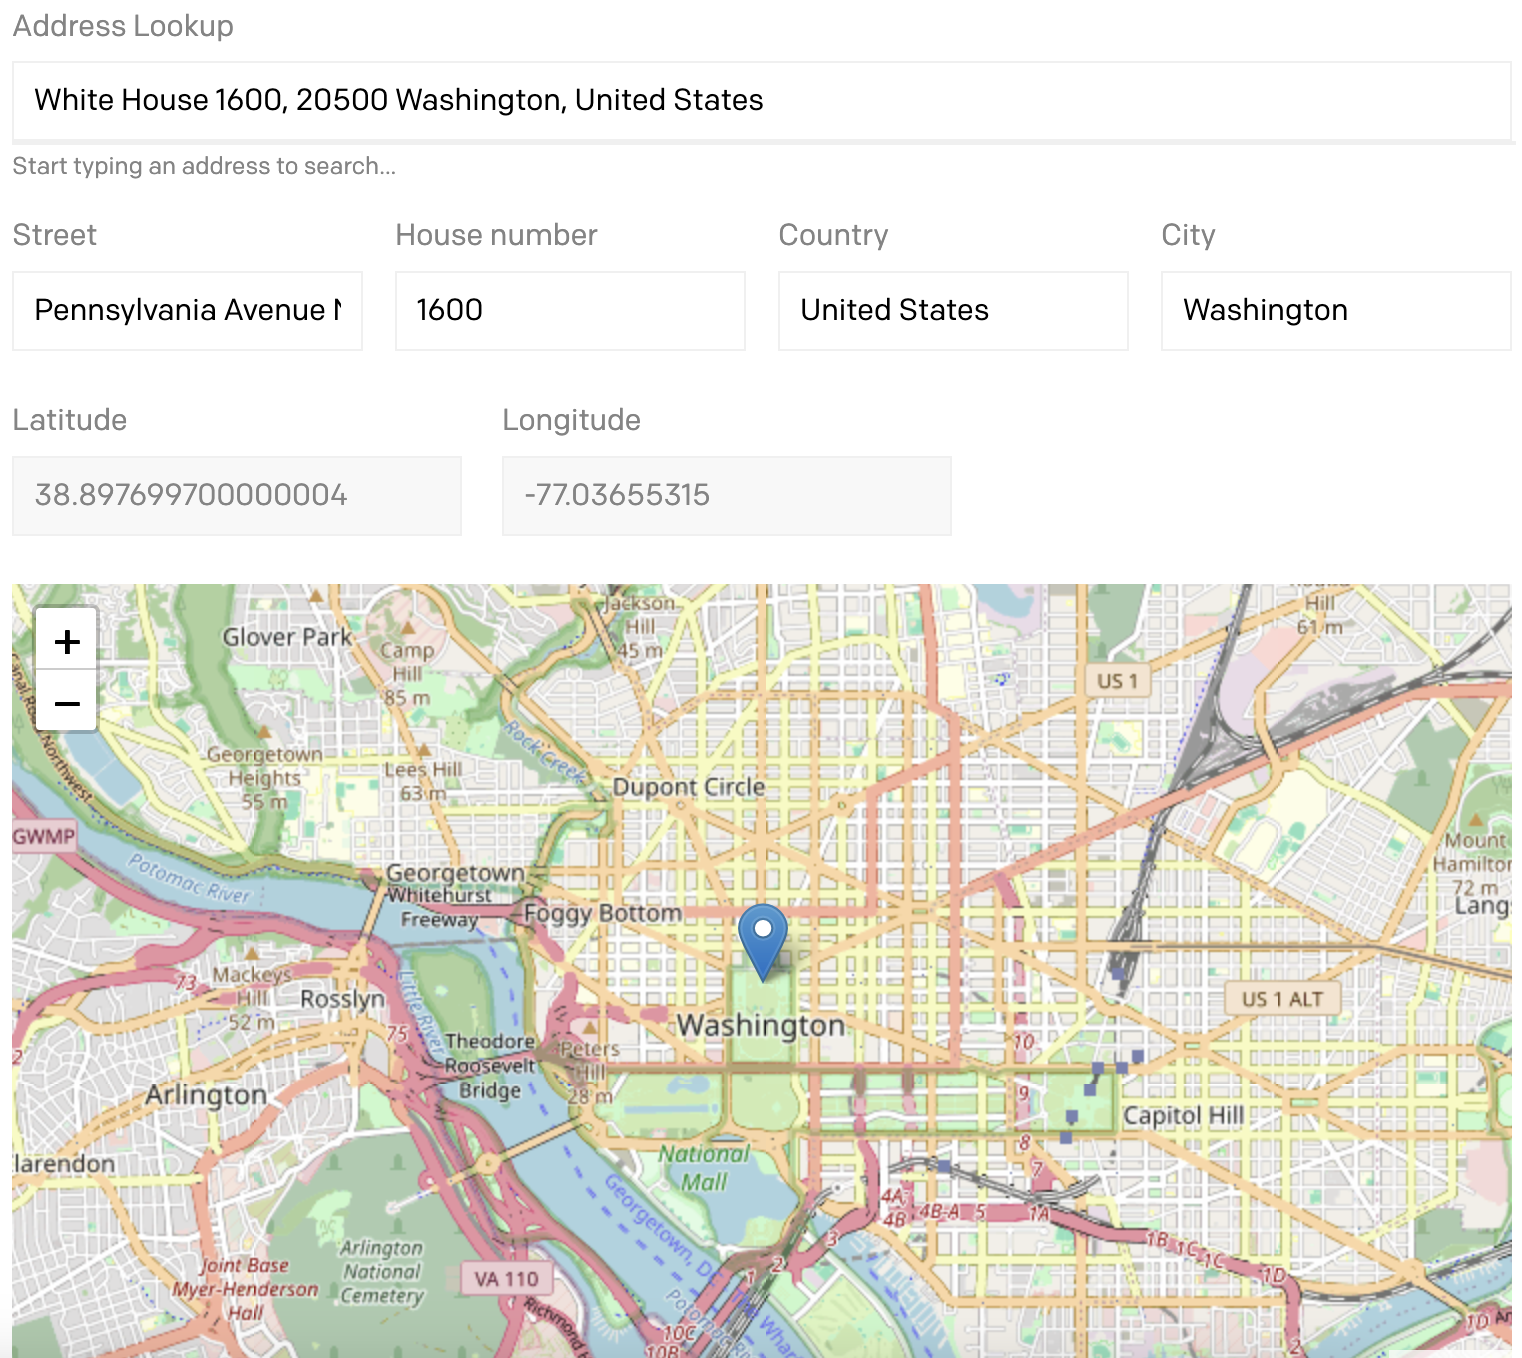 Address Lookup
White House 1600, 20500 Washington, United States
Start typing an address to search...
Street
House number
Country
City
Pennsylvania Avenue
1600
United States
Washington
Latitude
Longitude
38.897699700000004
-77.03655315
+
−
Glover Park
Camp
Hill
85 m
Jackson
Hill
45 m
Hill
61 m
US 1
Northwest
Georgetown
Heights
55 m
Lees Hill
63 m
Rock Creek
Dupont Circle
GWMP
Potomac River
Georgetown
Whitehurst
Freeway
Foggy Bottom
Mount
Hamilton
72 m
73
Mackeys
Hill
52 m
Rosslyn
Little River
75
Theodore
Roosevelt
Bridge
Peters
Hill
28 m
Washington
US 1 ALT
10
9
8
7
2
Arlington
Capitol Hill
National
Mall
Georgetown, DC
4A
4B
4B-A
5
1A
1B
1C
1C
1D
3
2
1
Arlington
National
Cemetery
Joint Base
Myer-Henderson
Hall
VA 110
Richmond
10C
10B
2
1D